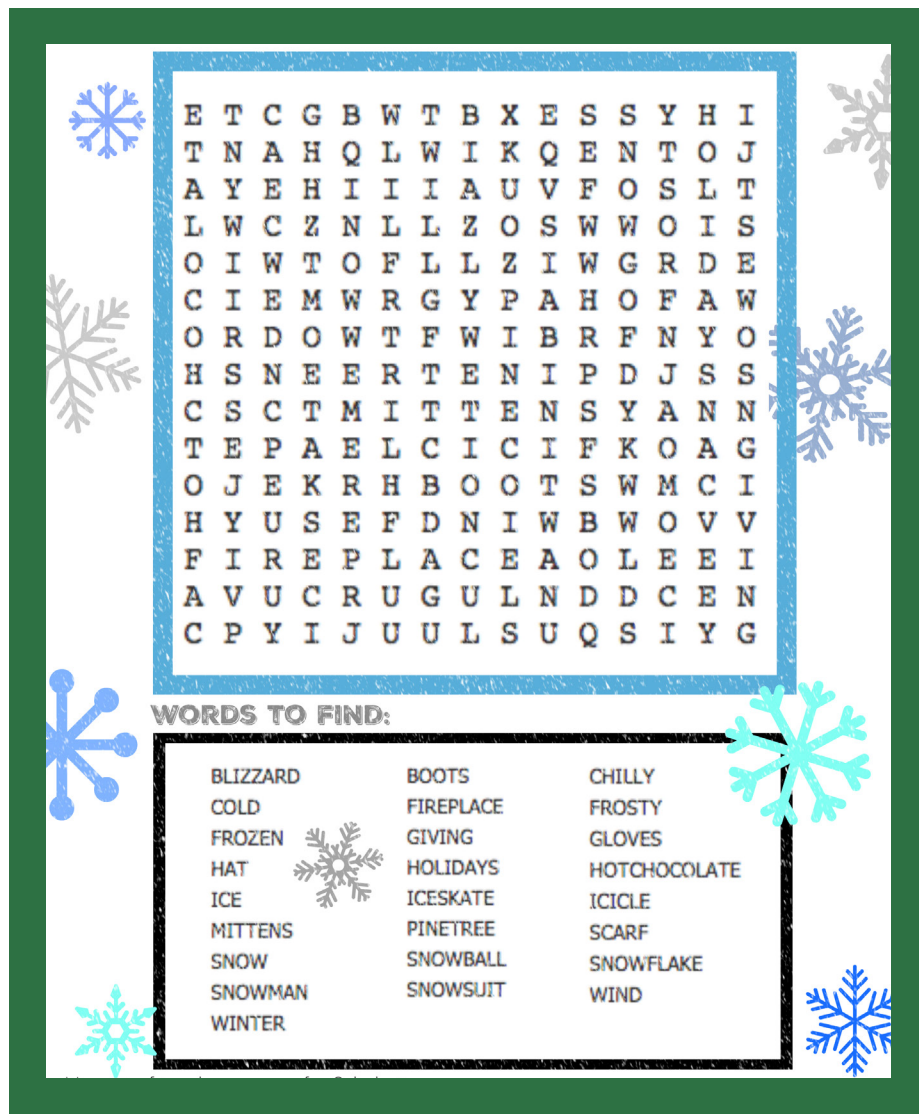 E T C G B W T B X E S S Y H I
T N A H Q L W I K Q E N T O J
A Y E H I I I A U V F O S L T
L W C Z N L L Z O S W W O I S
O I W T O F L L Z I W G R D E
C I E M W R G Y P A H O F A W
O R D O W T F W I B R F N Y O
H S N E E R T E N I P D J S S
C S C T M I T T E N S Y A N N
T E P A E L C I C I F K O A G
O J E K R H B O O T S W M C I
H Y U S E F D N I W B W O V V
F I R E P L A C E A O L E E I
A V U C R U G U L N D D C E N
C P Y I J U U L S U Q S I Y G
WORDS TO FIND:
BLIZZARD BOOTS CHILLY
COLD FIREPLACE FROSTY
FROZEN GIVING GLOVES
HAT HOLIDAYS HOTCHOCOLATE
ICE ICESKATE ICICLE
MITTENS PINETREE SCARF
SNOW SNOWBALL SNOWFLAKE
SNOWMAN SNOWSUIT WIND
WINTER